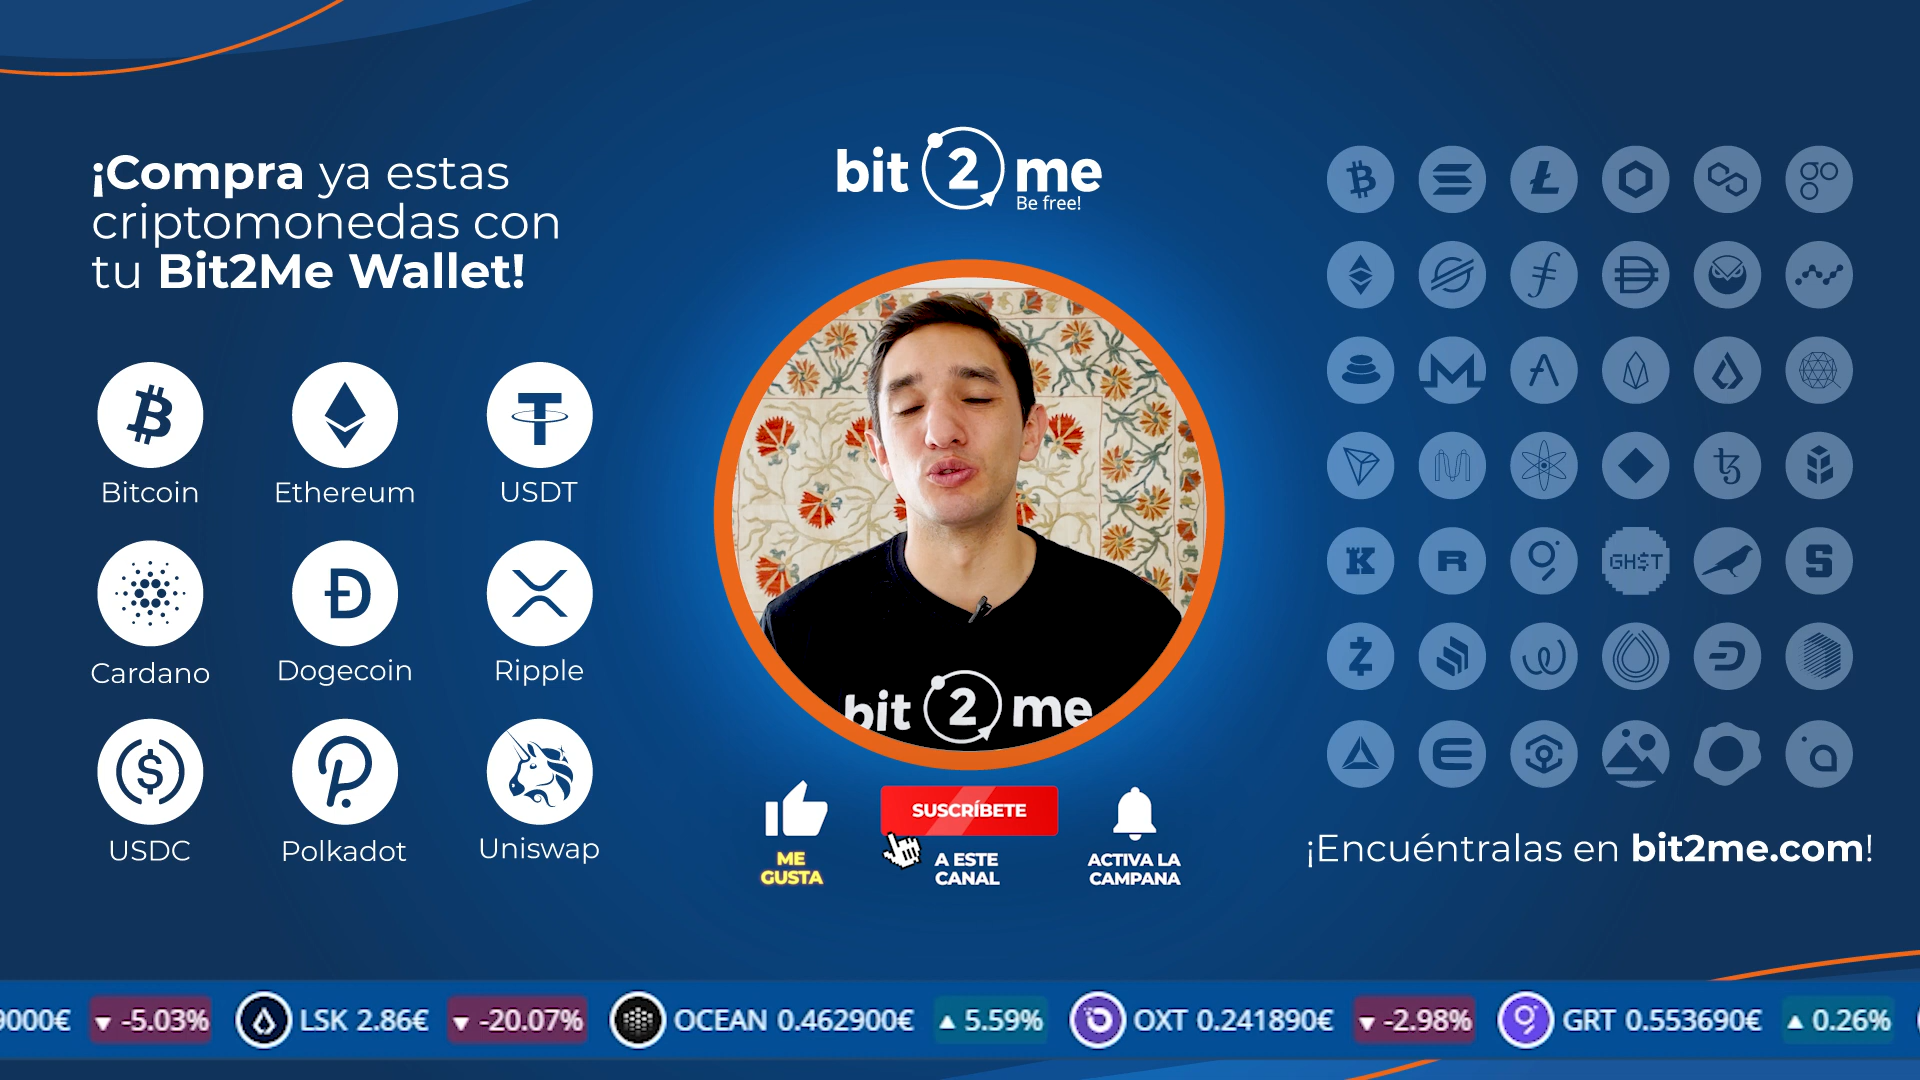 ¡Compra ya estas
criptomonedas con
tu Bit2Me Wallet!
Bitcoin
Ethereum
USDT
Cardano
Dogecoin
Ripple
USDC
Polkadot
Uniswap
bit 2 me
Be free!
bit 2 me
ME
GUSTA
SUSCRÍBETE
A ESTE
CANAL
ACTIVA LA
CAMPANA
GH$T
¡Encuéntralas en bit2me.com!
9000€ ▼ -5.03% LSK 2.86€ ▼ -20.07% OCEAN 0.462900€ ▲ 5.59% OXT 0.241890€ ▼ -2.98% GRT 0.553690€ ▲ 0.26%